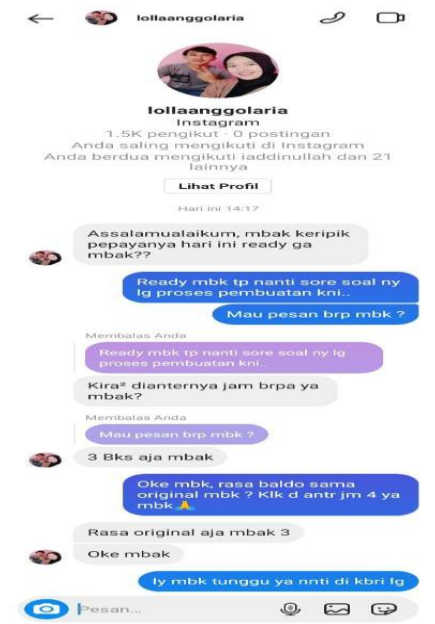 lollaanggolaria
lollaanggolaria
Instagram
1.5K pengikut · 0 postingan
Anda saling mengikuti di Instagram
Anda berdua mengikuti iaddinullah dan 21
lainnya
Lihat Profil
Hari ini 14:17
Assalamualaikum, mbak keripik
pepayanya hari ini ready ga
mbak??
Ready mbk tp nanti sore soal ny
lg proses pembuatan kni..
Mau pesan brp mbk ?
Membalas Anda
Ready mbk tp nanti sore soal ny lg
proses pembuatan kni..
Kira² dianternya jam brpa ya
mbak?
Membalas Anda
Mau pesan brp mbk ?
3 Bks aja mbak
Oke mbk, rasa baldo sama
original mbk ? Klk d antr jm 4 ya
mbk🙏
Rasa original aja mbak 3
Oke mbak
Iy mbk tunggu ya nnti di kbri lg
Pesan...